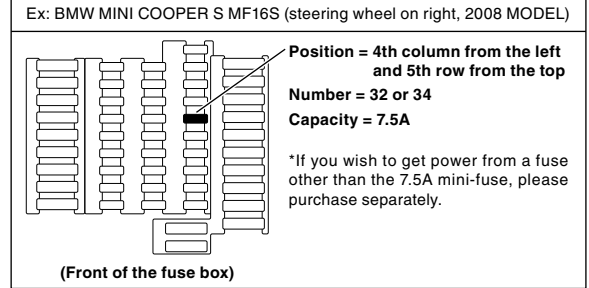 Ex: BMW MINI COOPER S MF16S (steering wheel on right, 2008 MODEL)
Position = 4th column from the left
and 5th row from the top
Number = 32 or 34
Capacity = 7.5A
*If you wish to get power from a fuse
other than the 7.5A mini-fuse, please
purchase separately.
(Front of the fuse box)